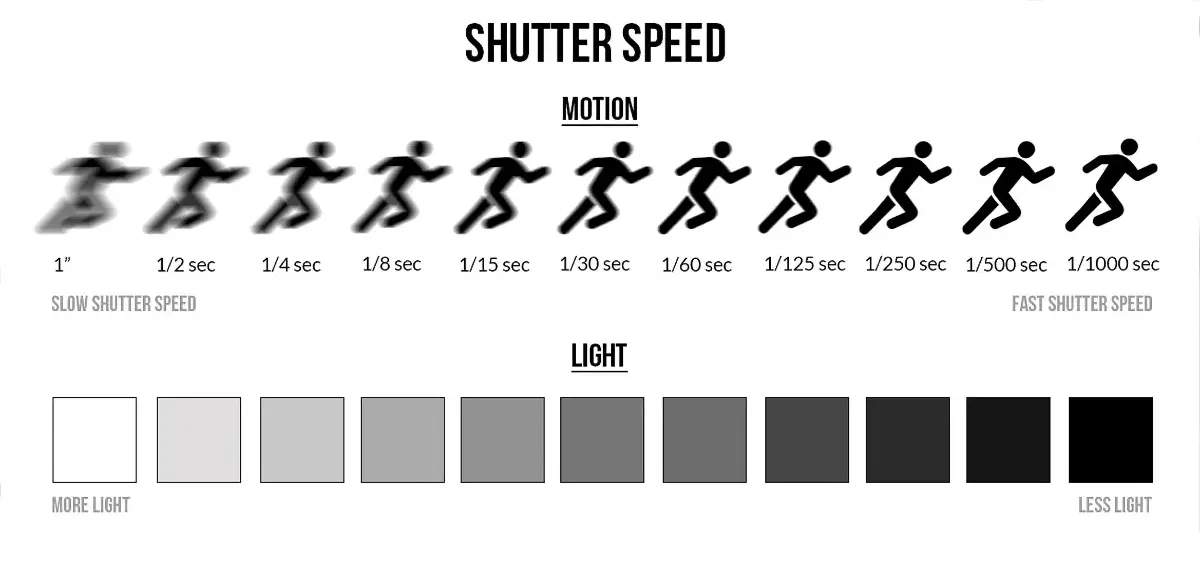 SHUTTER SPEED
MOTION
1” 1/2 sec 1/4 sec 1/8 sec 1/15 sec 1/30 sec 1/60 sec 1/125 sec 1/250 sec 1/500 sec 1/1000 sec
SLOW SHUTTER SPEED FAST SHUTTER SPEED
LIGHT
MORE LIGHT LESS LIGHT